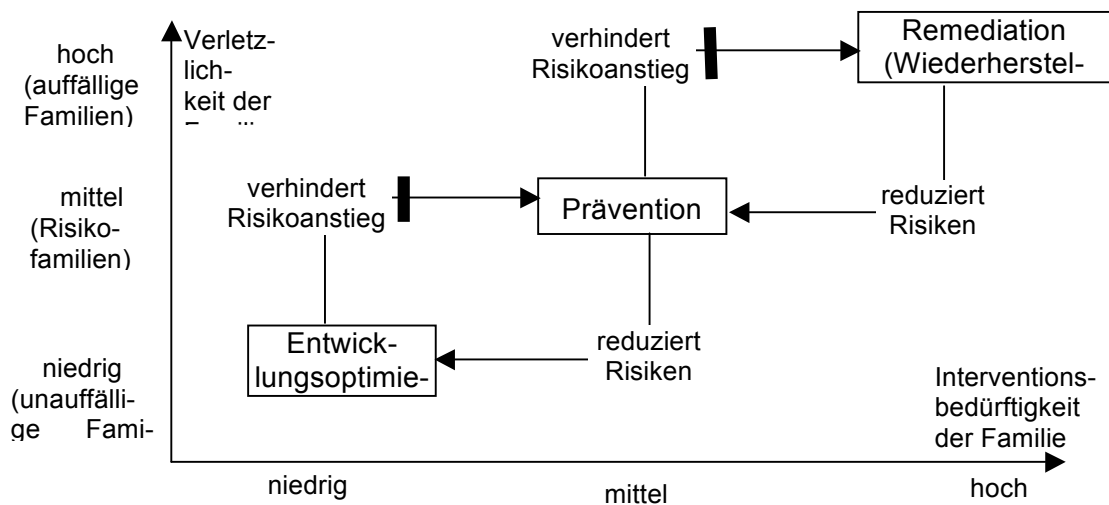 hoch
(auffällige
Familien)
Verletz-
lich-
keit der
verhindert
Risikoanstieg
Remediation
(Wiederherstel-
mittel
(Risiko-
familien)
verhindert
Risikoanstieg
Prävention
reduziert
Risiken
niedrig
(unauffälli-
ge Fami-
Entwick-
lungsoptimie-
reduziert
Risiken
Interventions-
bedürftigkeit
der Familie
niedrig
mittel
hoch